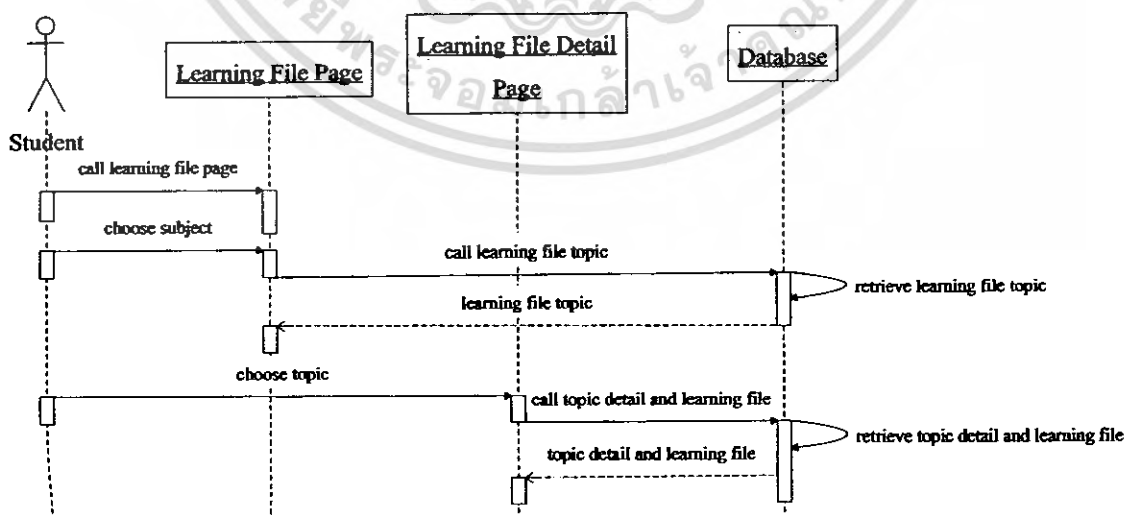 Learning File Page
Learning File Detail
Page
Database
Student
call learning file page
choose subject
call learning file topic
retrieve learning file topic
learning file topic
choose topic
call topic detail and learning file
retrieve topic detail and learning file
topic detail and learning file